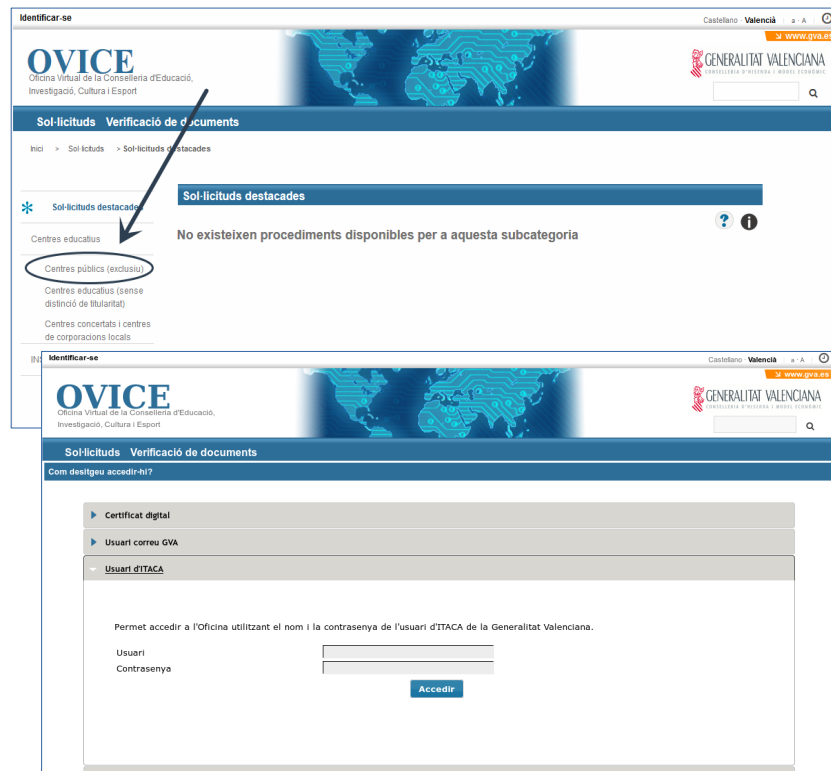 Identificar-se
Castellano · Valencià a · A
www.gva.es
OVICE
Oficina Virtual de la Conselleria d'Educació,
Investigació, Cultura i Esport
GENERALITAT VALENCIANA
CONSELLERIA D'HISENDA I MODEL ECONÒMIC
Sol·licituds Verificació de documents
Inici > Sol·licituds > Sol·licituds destacades
Sol·licituds destacades
Sol·licituds destacades
No existeixen procediments disponibles per a aquesta subcategoria
Centres educatius
Centres públics (exclusiu)
Centres educatius (sense
distinció de titularitat)
Centres concertats i centres
de corporacions locals
Identificar-se
Castellano · Valencià a · A
www.gva.es
OVICE
Oficina Virtual de la Conselleria d'Educació,
Investigació, Cultura i Esport
GENERALITAT VALENCIANA
CONSELLERIA D'HISENDA I MODEL ECONÒMIC
Sol·licituds Verificació de documents
Com desitgeu accedir-hi?
Certificat digital
Usuari correu GVA
Usuari d'ITACA
Permet accedir a l'Oficina utilitzant el nom i la contrasenya de l'usuari d'ITACA de la Generalitat Valenciana.
Usuari
Contrasenya
Accedir